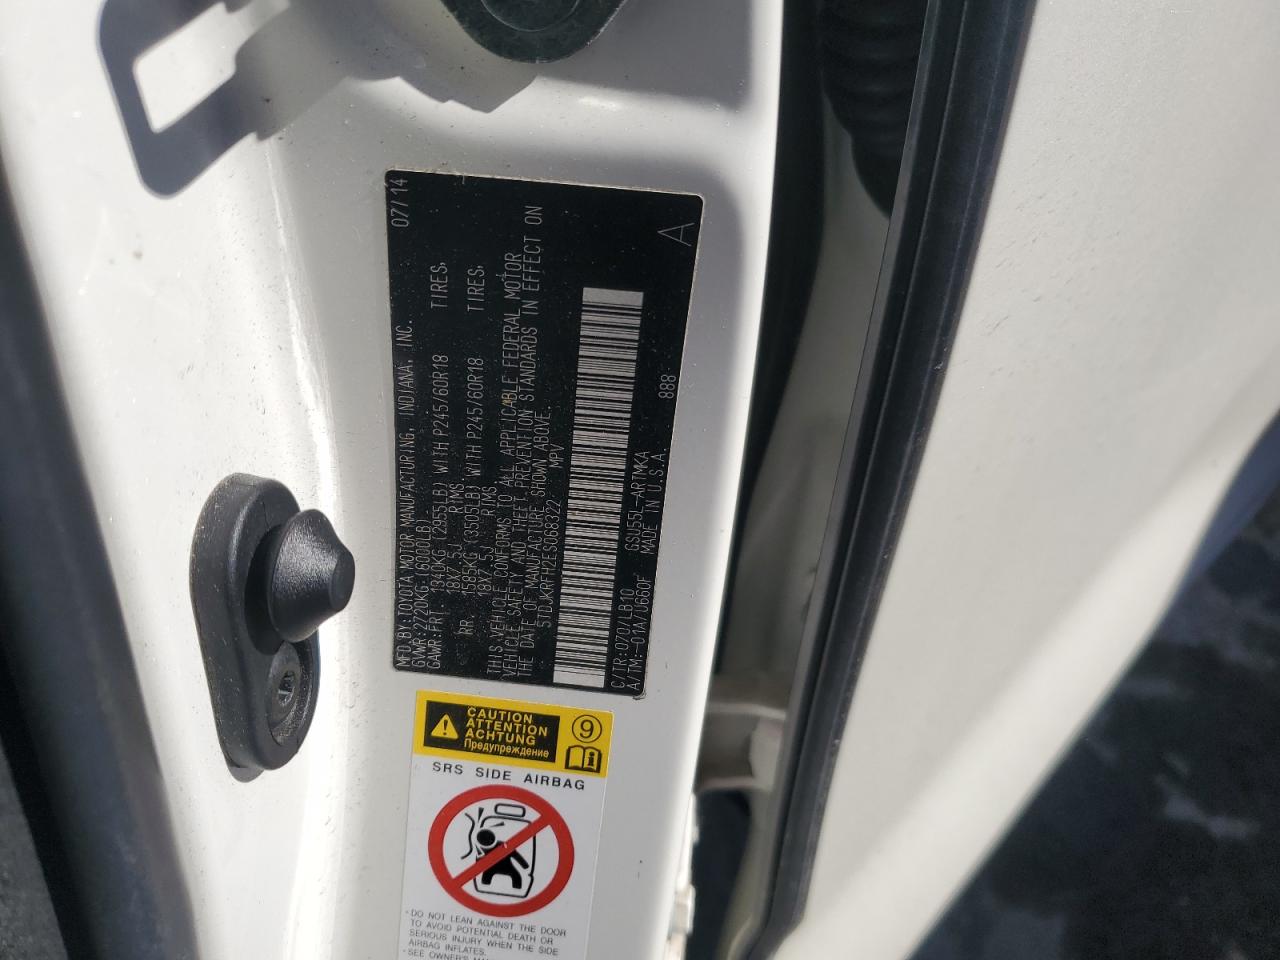 MFD.BY:TOYOTA MOTOR MANUFACTURING, INDIANA, INC. 07/14
GVWR:2720KG (6000LB)
GAWR:FRT. 1340KG (2955LB) WITH P245/60R18 TIRES,
18X7.5J RIMS
RR. 1585KG (3505LB) WITH P245/60R18 TIRES,
18X7.5J RIMS
THIS VEHICLE CONFORMS TO ALL APPLICABLE FEDERAL MOTOR
VEHICLE SAFETY AND THEFT PREVENTION STANDARDS IN EFFECT ON
THE DATE OF MANUFACTURE SHOWN ABOVE.
5TDJKRFH2ES068322 MPV
C/TR:070/LB10 GSU55L-ARTMKA 888 A
A/TM:-01A/U660F MADE IN U.S.A.
CAUTION
ATTENTION
ACHTUNG
Предупреждение
9
SRS SIDE AIRBAG
· DO NOT LEAN AGAINST THE DOOR
TO AVOID POTENTIAL DEATH OR
SERIOUS INJURY WHEN THE SIDE
AIRBAG INFLATES.
· SEE OWNER'S